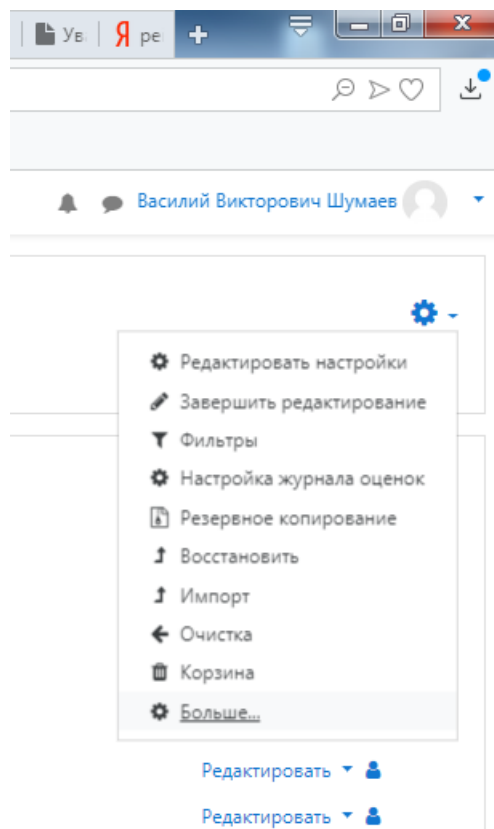 Ув Я ре
Василий Викторович Шумаев
Редактировать настройки
Завершить редактирование
Фильтры
Настройка журнала оценок
Резервное копирование
Восстановить
Импорт
Очистка
Корзина
Больше...
Редактировать
Редактировать